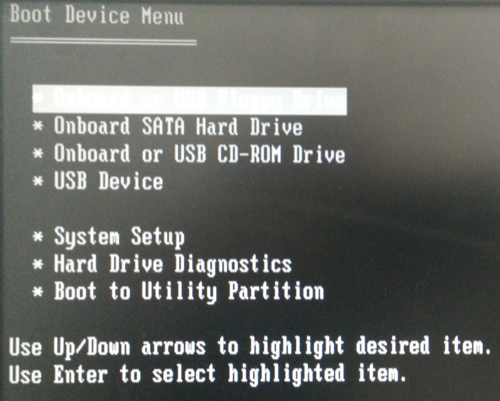 Boot Device Menu
* Onboard or USB Floppy Drive
* Onboard SATA Hard Drive
* Onboard or USB CD-ROM Drive
* USB Device
* System Setup
* Hard Drive Diagnostics
* Boot to Utility Partition
Use Up/Down arrows to highlight desired item.
Use Enter to select highlighted item.